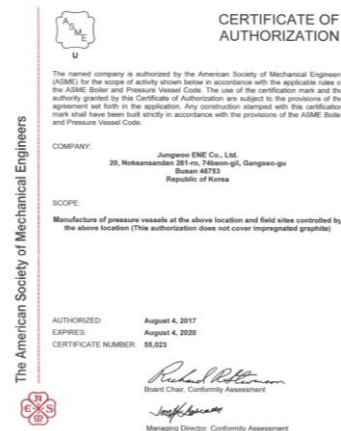 CERTIFICATE OF
AUTHORIZATION
ASME
U
The named company is authorized by the American Society of Mechanical Engineers
(ASME) for the scope of activity shown below in accordance with the applicable rules o
the ASME Boiler and Pressure Vessel Code. The use of the certification mark and the
authority granted by this Certificate of Authorization are subject to the provisions of the
agreement set forth in the application. Any construction stamped with this certification
mark shall have been built strictly in accordance with the provisions of the ASME Boile
and Pressure Vessel Code.
COMPANY:
Jungwoo ENE Co., Ltd.
20, Noksansandan 261-ro, 74beon-gil, Gangseo-gu
Busan 46753
Republic of Korea
SCOPE:
Manufacture of pressure vessels at the above location and field sites controlled by
the above location (This authorization does not cover impregnated graphite)
AUTHORIZED: August 4, 2017
EXPIRES: August 4, 2020
CERTIFICATE NUMBER: 55,023
Board Chair, Conformity Assessment
Managing Director, Conformity Assessment
The American Society of Mechanical Engineers